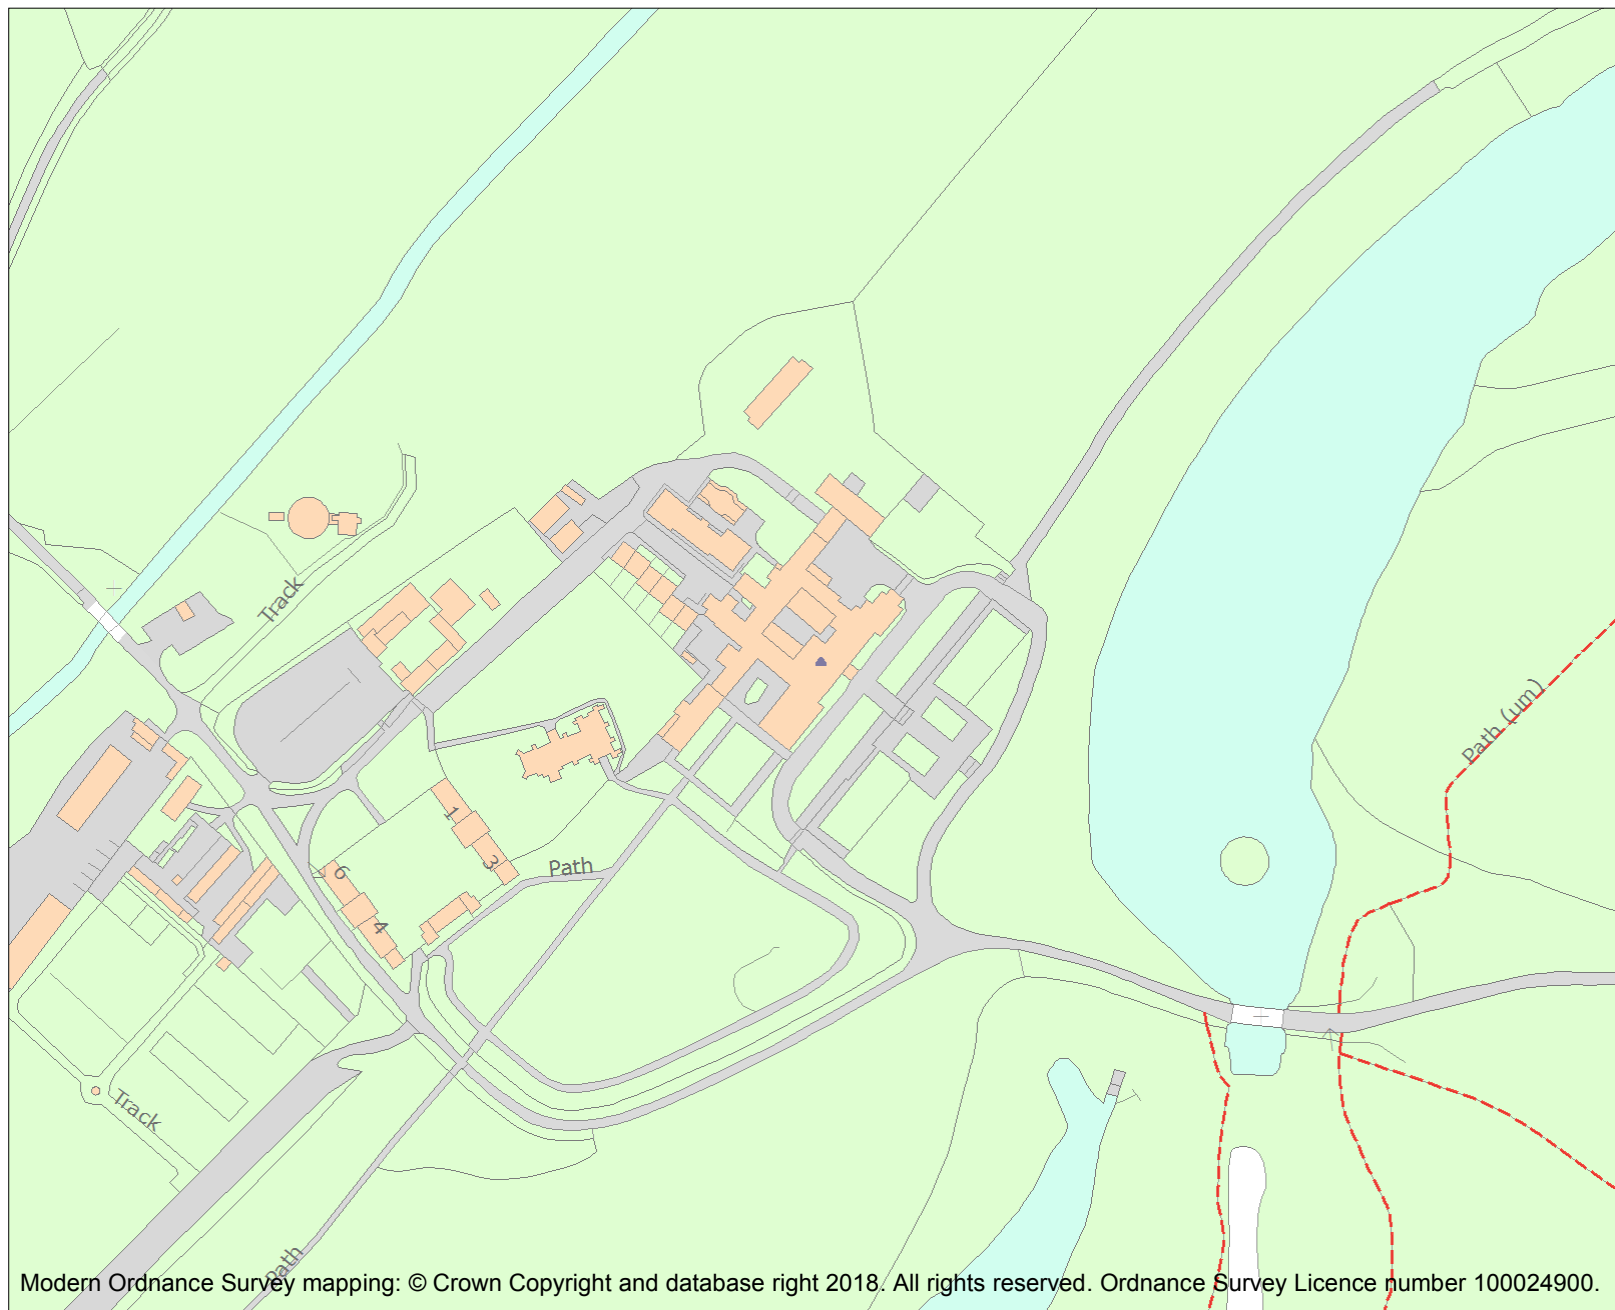 Track
Path (um)
1
3
6
4
Path
Track
Path
Modern Ordnance Survey mapping: © Crown Copyright and database right 2018. All rights reserved. Ordnance Survey Licence number 100024900.